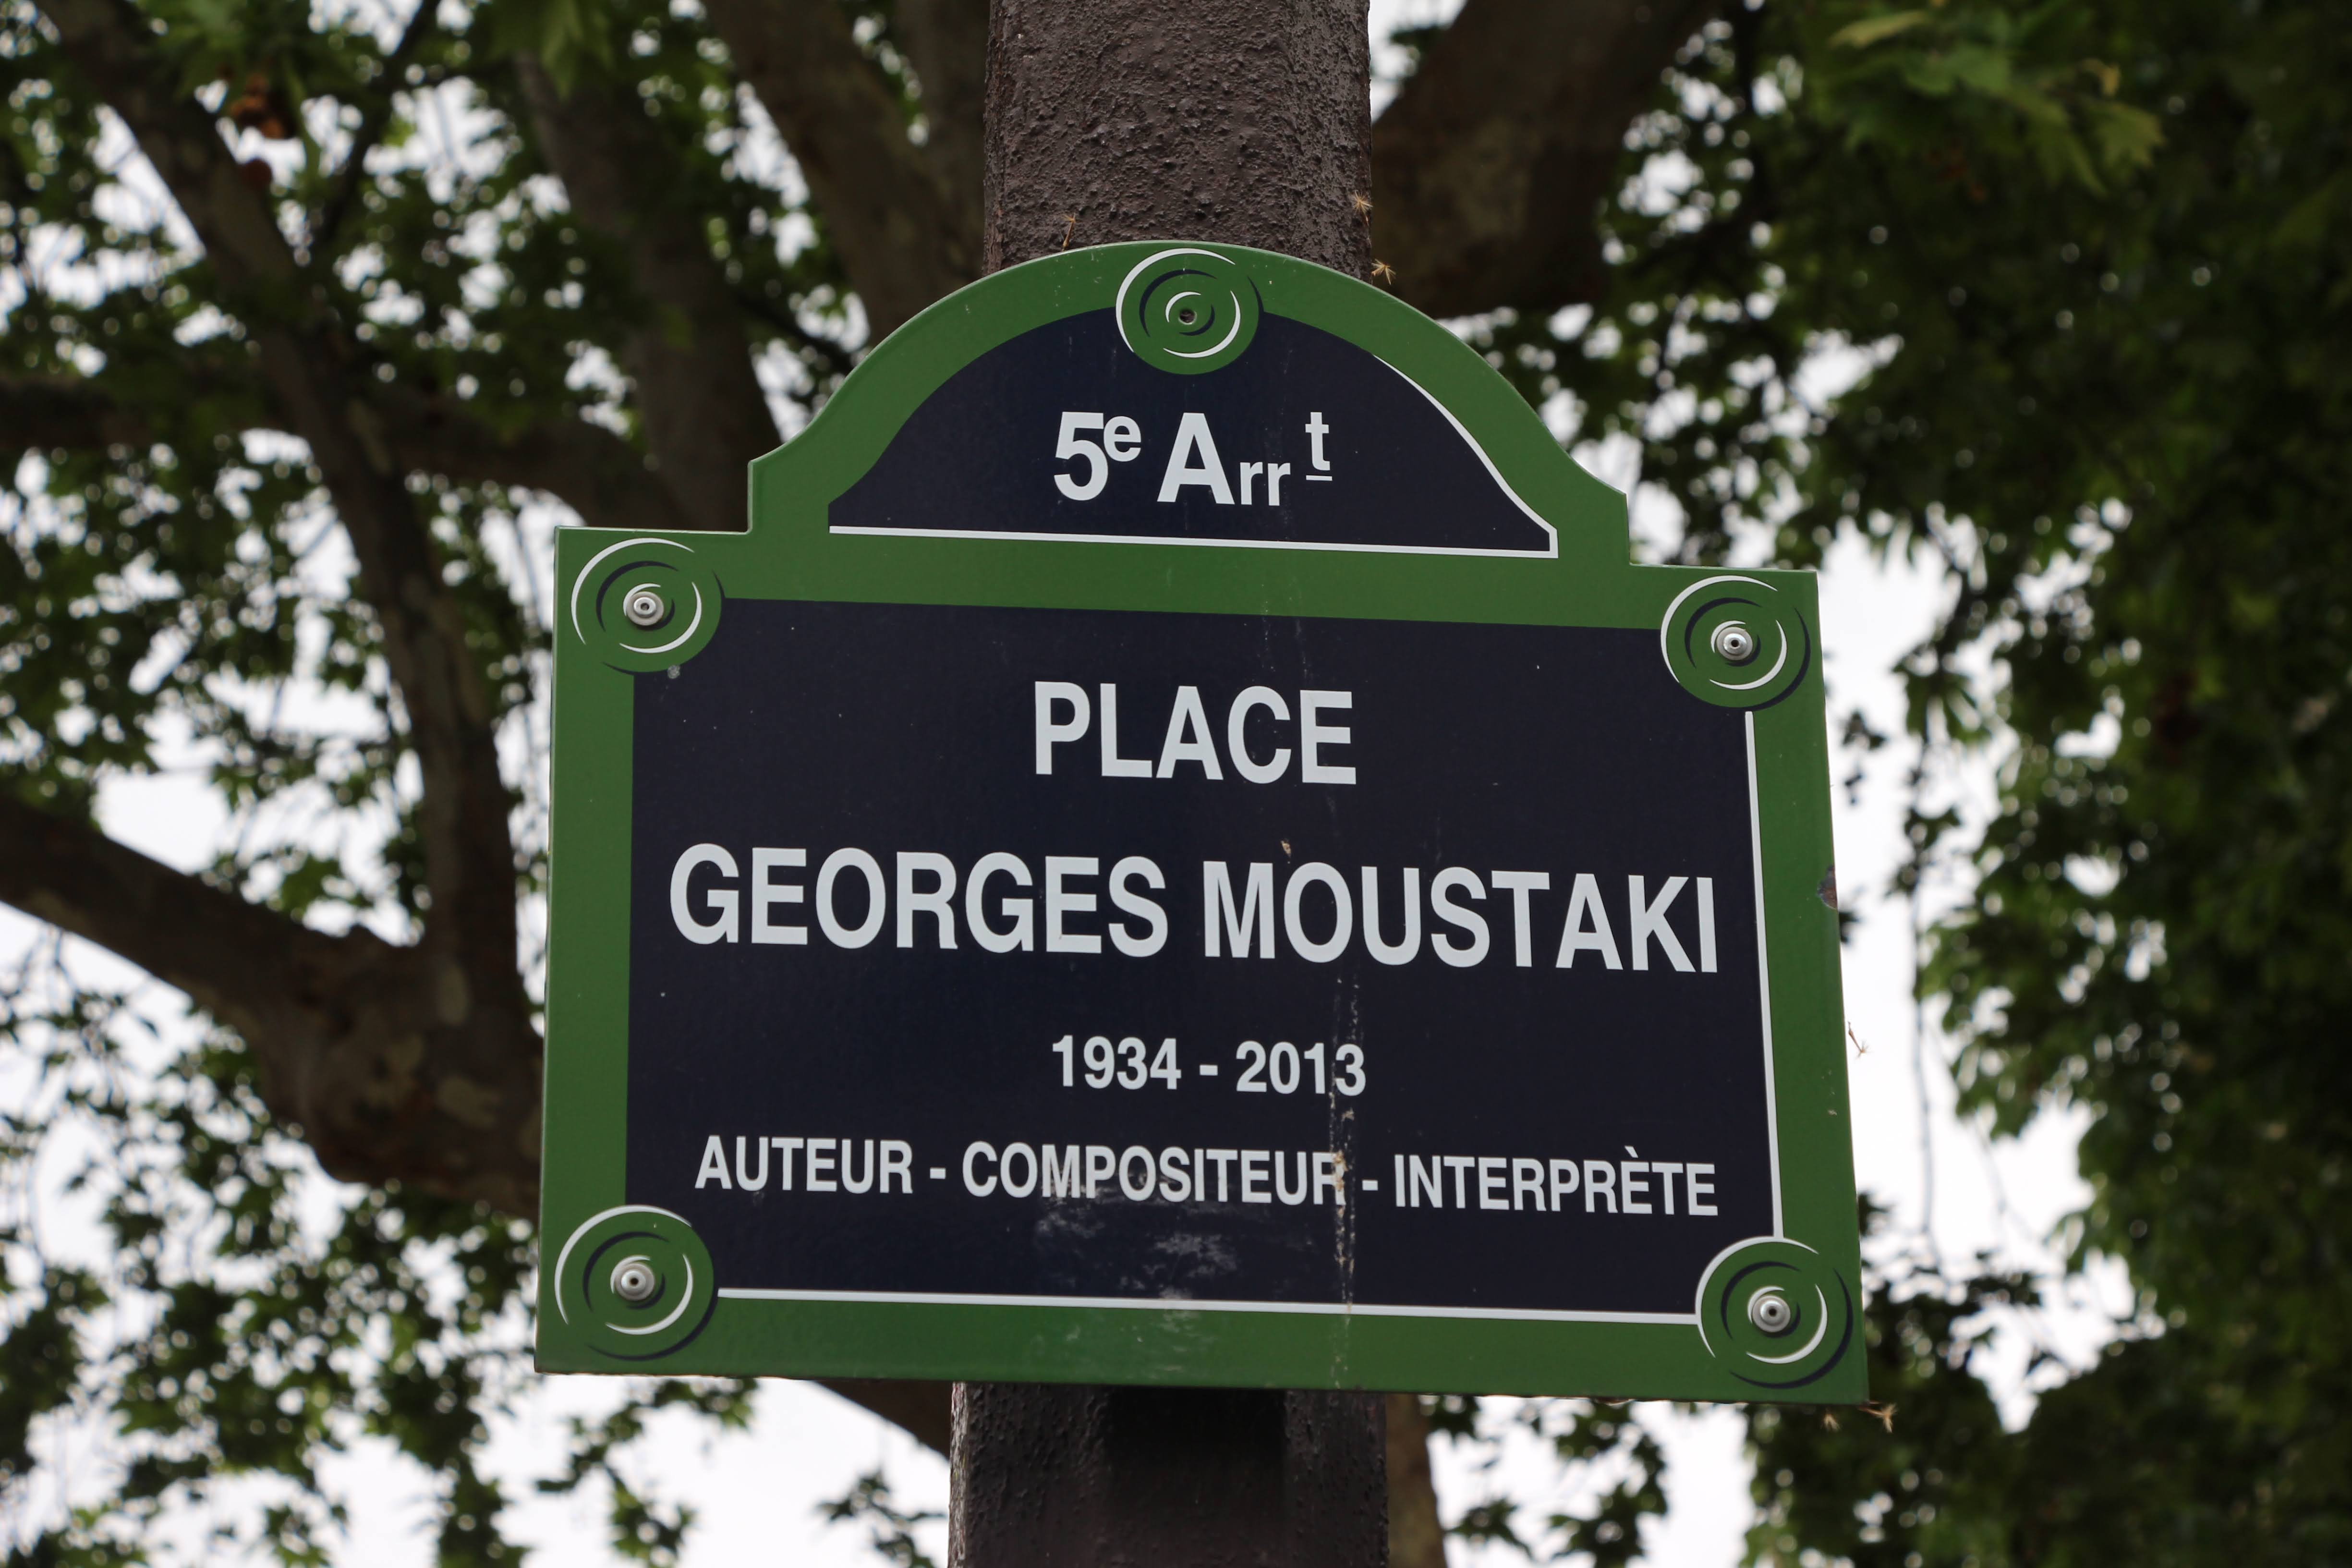 5e Arrt
PLACE
GEORGES MOUSTAKI
1934 - 2013
AUTEUR - COMPOSITEUR - INTERPRÈTE